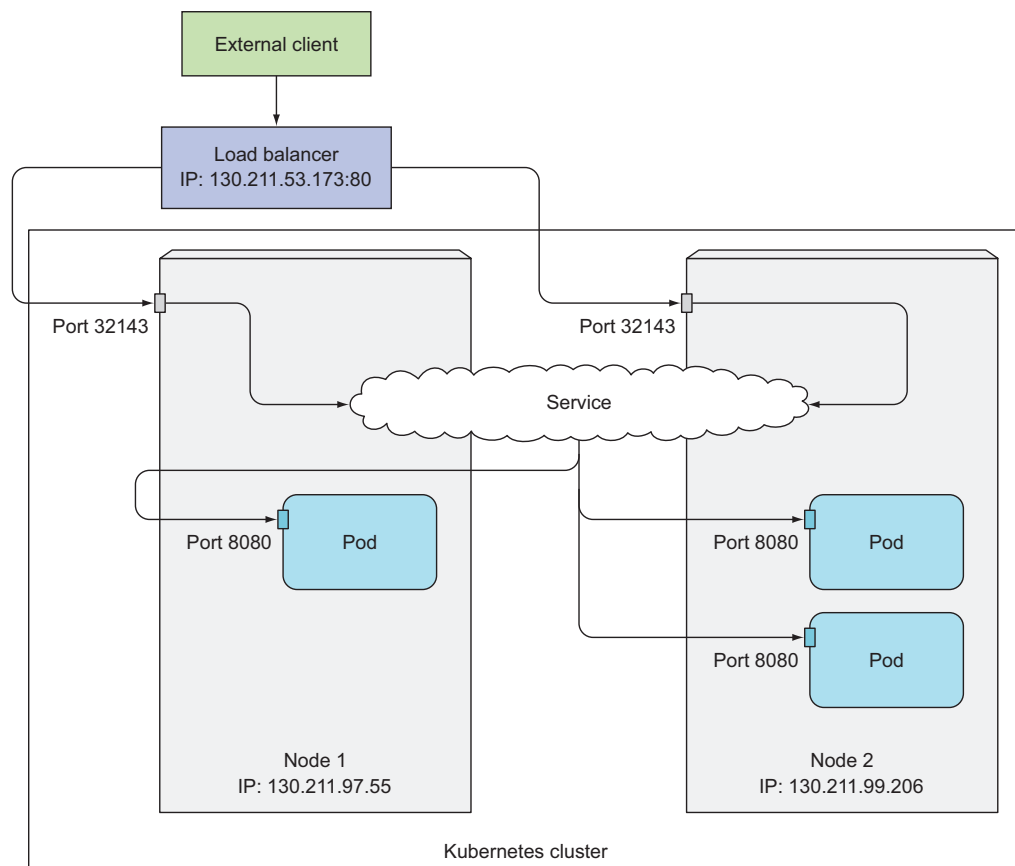 External client
Load balancer
IP: 130.211.53.173:80
Port 32143
Port 32143
Service
Port 8080
Pod
Port 8080
Pod
Port 8080
Pod
Node 1
IP: 130.211.97.55
Node 2
IP: 130.211.99.206
Kubernetes cluster